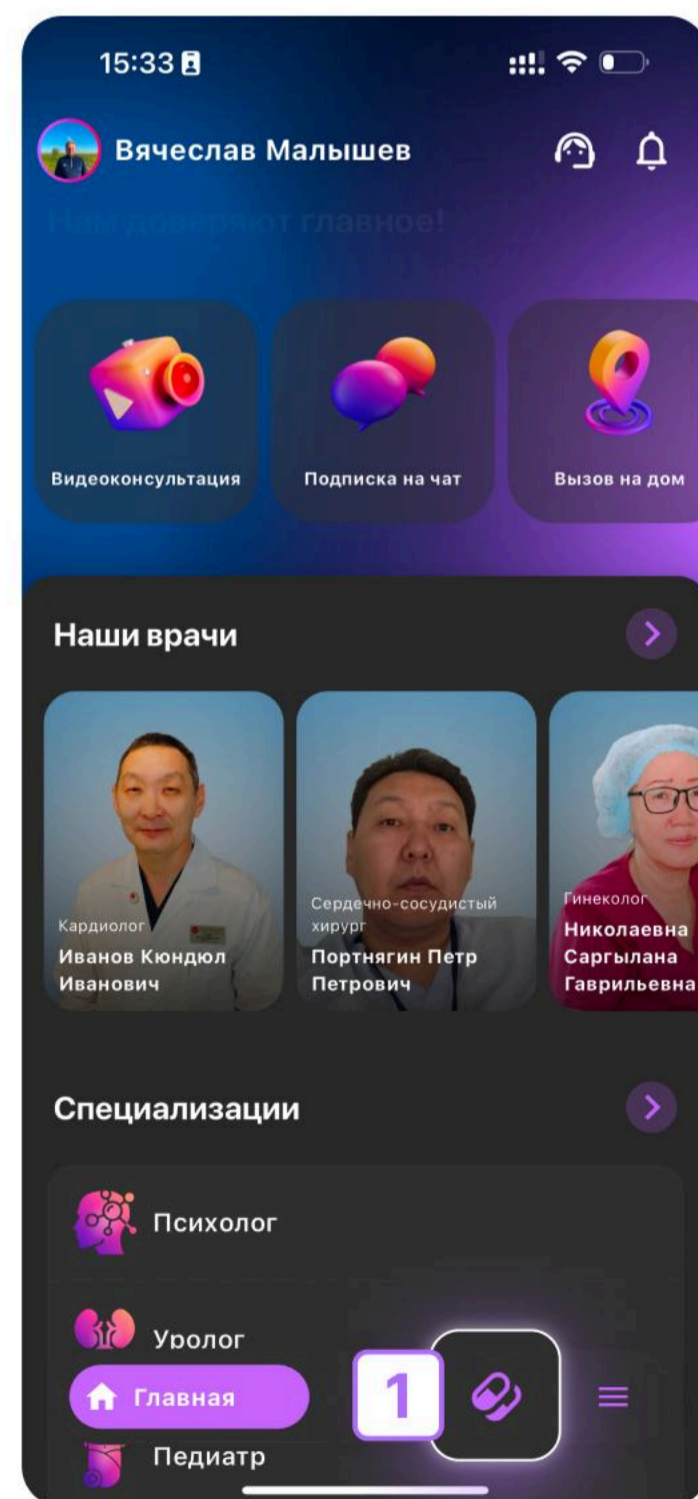 15:33
Вячеслав Малышев
Нам доверяют главное!
Видеоконсультация
Подписка на чат
Вызов на дом
Наши врачи
Кардиолог
Иванов Кюндюл
Иванович
Сердечно-сосудистый
хирург
Портнягин Петр
Петрович
Гинеколог
Николаевна
Саргылана
Гаврильевна
Специализации
Психолог
Уролог
Главная
1
Педиатр